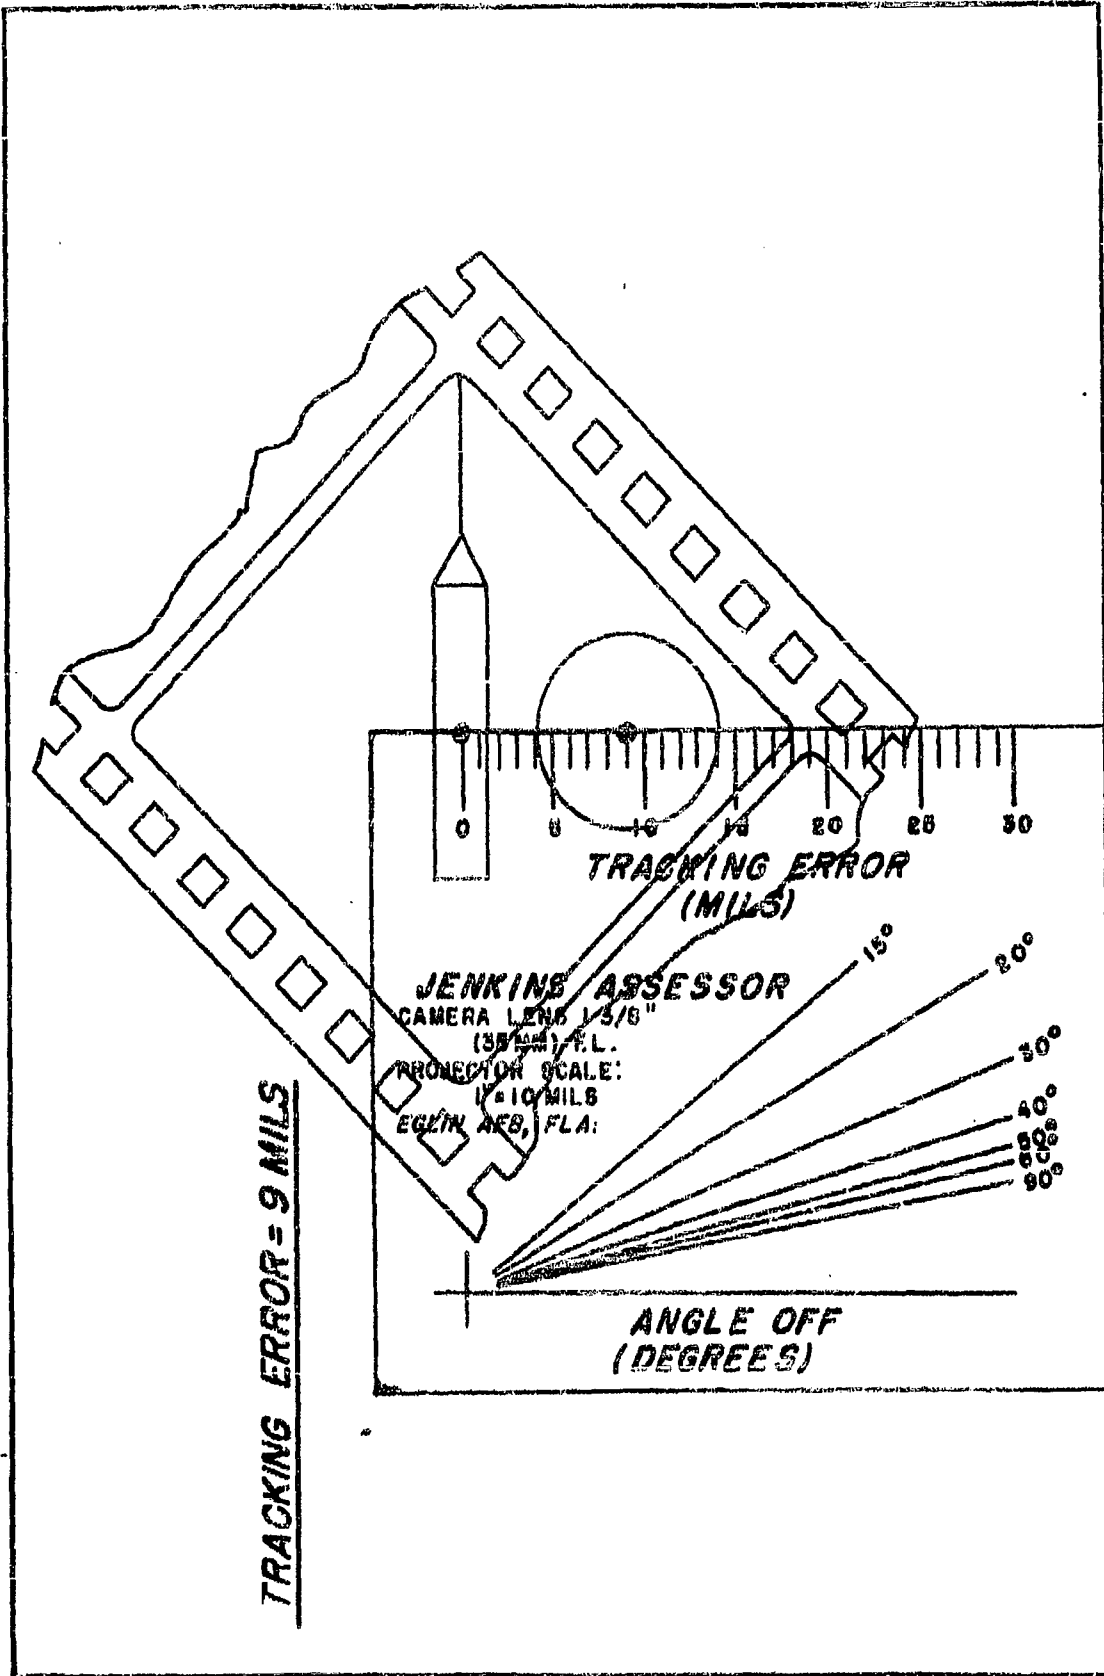 0 5 10 15 20 25 30
TRACKING ERROR
(MILS)
15°
20°
30°
40°
50°
60°
90°
JENKINS ASSESSOR
CAMERA LENS 1 3/8"
(35 MM) F.L.
PROJECTOR SCALE:
1" = 10 MILS
EGLIN AFB, FLA:
ANGLE OFF
(DEGREES)
TRACKING ERROR = 9 MILS